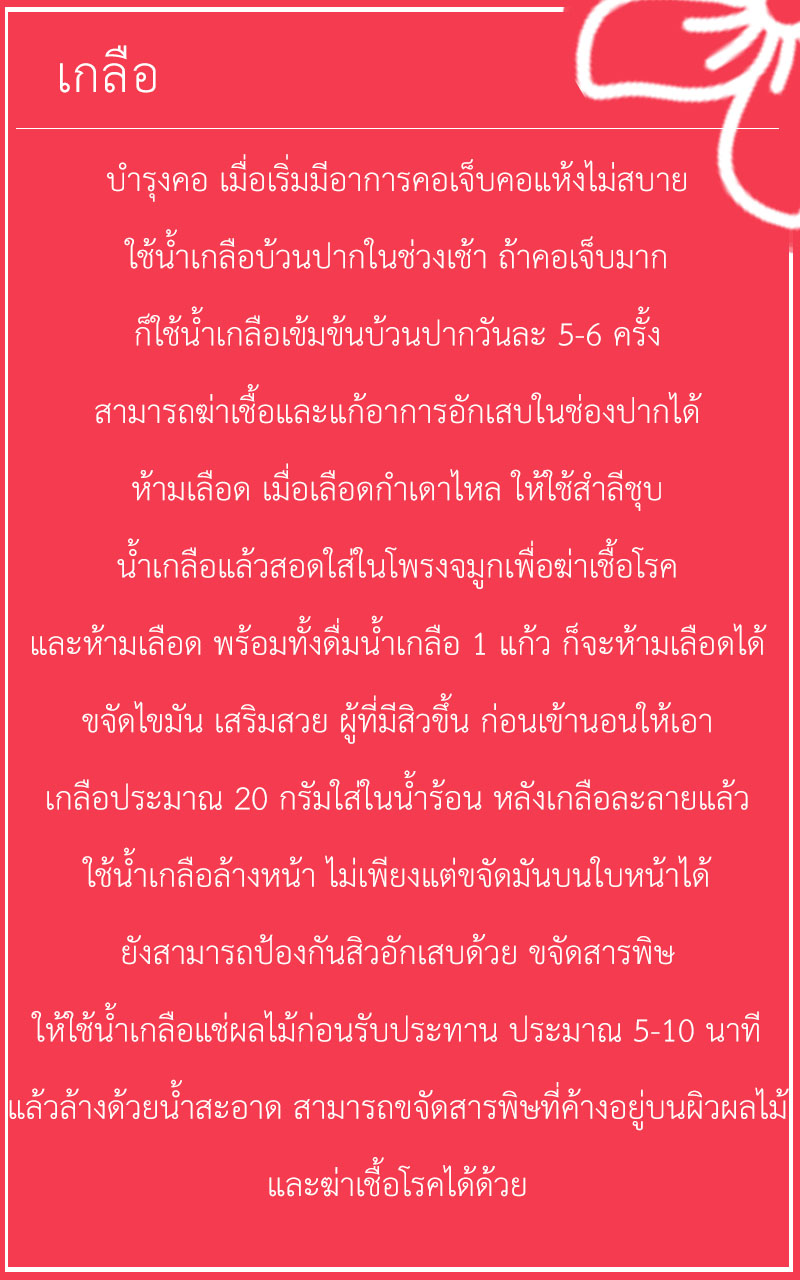 เกลือ
บำรุงคอ เมื่อเริ่มมีอาการคอเจ็บคอแห้งไม่สบาย
ใช้น้ำเกลือบ้วนปากในช่วงเช้า ถ้าคอเจ็บมาก
ก็ใช้น้ำเกลือเข้มข้นบ้วนปากวันละ 5-6 ครั้ง
สามารถฆ่าเชื้อและแก้อาการอักเสบในช่องปากได้
ห้ามเลือด เมื่อเลือดกำเดาไหล ให้ใช้สำลีชุบ
น้ำเกลือแล้วสอดใส่ในโพรงจมูกเพื่อฆ่าเชื้อโรค
และห้ามเลือด พร้อมทั้งดื่มน้ำเกลือ 1 แก้ว ก็จะห้ามเลือดได้
ขจัดไขมัน เสริมสวย ผู้ที่มีสิวขึ้น ก่อนเข้านอนให้เอา
เกลือประมาณ 20 กรัมใส่ในน้ำร้อน หลังเกลือละลายแล้ว
ใช้น้ำเกลือล้างหน้า ไม่เพียงแต่ขจัดมันบนใบหน้าได้
ยังสามารถป้องกันสิวอักเสบด้วย ขจัดสารพิษ
ให้ใช้น้ำเกลือแช่ผลไม้ก่อนรับประทาน ประมาณ 5-10 นาที
แล้วล้างด้วยน้ำสะอาด สามารถขจัดสารพิษที่ค้างอยู่บนผิวผลไม้
และฆ่าเชื้อโรคได้ด้วย